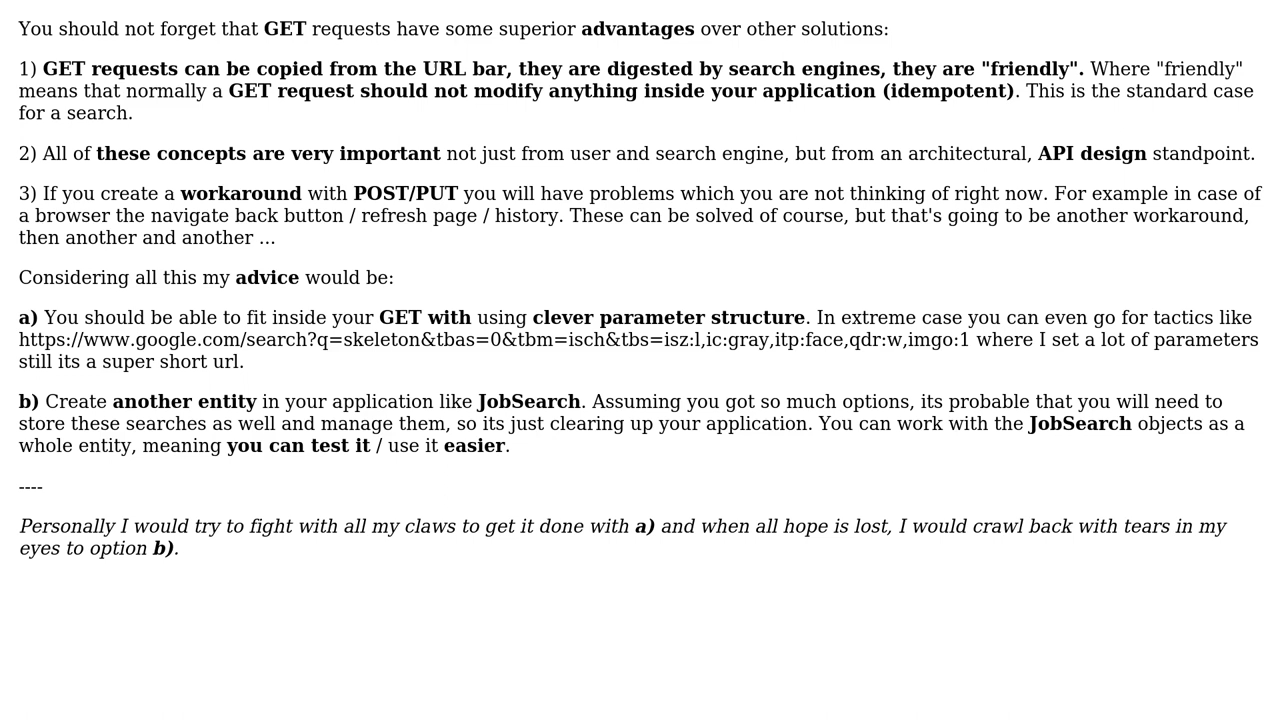 You should not forget that GET requests have some superior advantages over other solutions:
1) GET requests can be copied from the URL bar, they are digested by search engines, they are "friendly". Where "friendly"
means that normally a GET request should not modify anything inside your application (idempotent). This is the standard case
for a search.
2) All of these concepts are very important not just from user and search engine, but from an architectural, API design standpoint.
3) If you create a workaround with POST/PUT you will have problems which you are not thinking of right now. For example in case of
a browser the navigate back button / refresh page / history. These can be solved of course, but that's going to be another workaround,
then another and another ...
Considering all this my advice would be:
a) You should be able to fit inside your GET with using clever parameter structure. In extreme case you can even go for tactics like
https://www.google.com/search?q=skeleton&tbas=0&tbm=isch&tbs=isz:l,ic:gray,itp:face,qdr:w,imgo:1 where I set a lot of parameters
still its a super short url.
b) Create another entity in your application like JobSearch. Assuming you got so much options, its probable that you will need to
store these searches as well and manage them, so its just clearing up your application. You can work with the JobSearch objects as a
whole entity, meaning you can test it / use it easier.
----
Personally I would try to fight with all my claws to get it done with a) and when all hope is lost, I would crawl back with tears in my
eyes to option b).